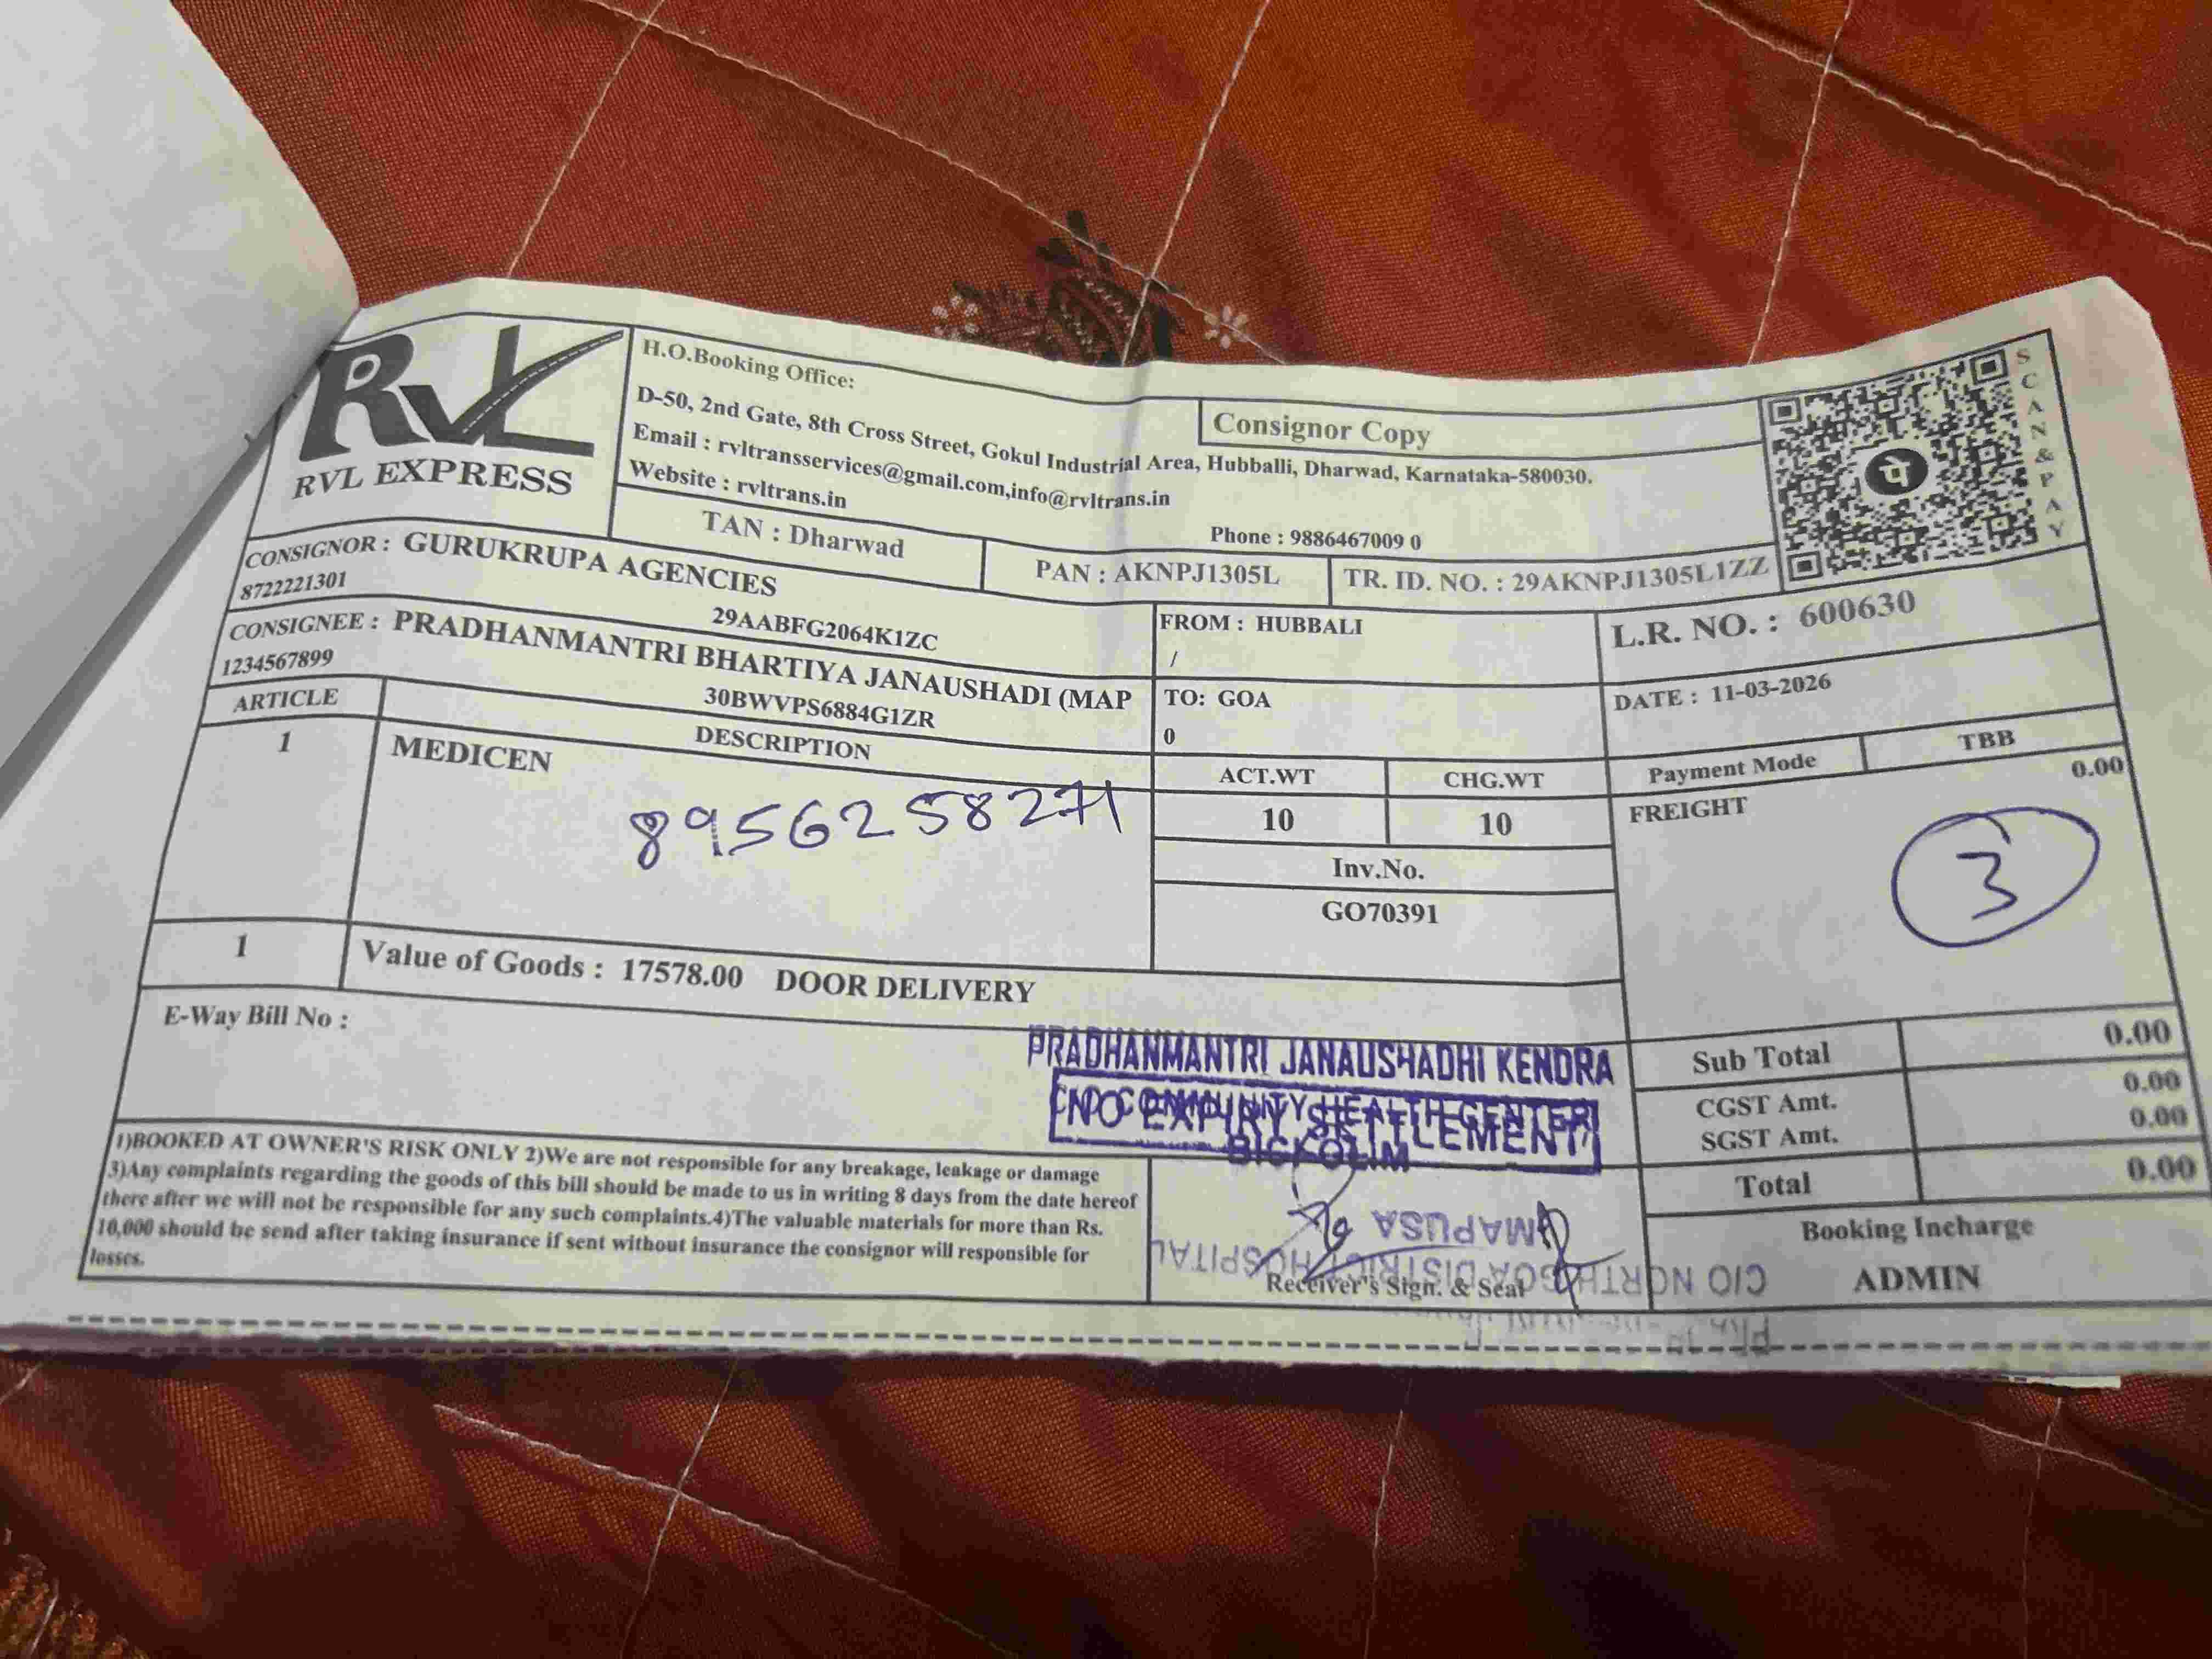 RVL
RVL EXPRESS
H.O.Booking Office:
Consignor Copy
D-50, 2nd Gate, 8th Cross Street, Gokul Industrial Area, Hubballi, Dharwad, Karnataka-580030.
Email : rvltransservices@gmail.com,info@rvltrans.in
Website : rvltrans.in
Phone : 9886467009 0
SCAN&PAY
पे
TAN : Dharwad
PAN : AKNPJ1305L
TR. ID. NO. : 29AKNPJ1305L1ZZ
CONSIGNOR : GURUKRUPA AGENCIES
8722221301
29AABFG2064K1ZC
FROM : HUBBALI
/
L.R. NO. : 600630
CONSIGNEE : PRADHANMANTRI BHARTIYA JANAUSHADI (MAP
1234567899
30BWVPS6884G1ZR
TO: GOA
0
DATE : 11-03-2026
ARTICLE
DESCRIPTION
ACT.WT
CHG.WT
Payment Mode
TBB
1
MEDICEN
8956258271
10
10
FREIGHT
0.00
3
Inv.No.
GO70391
1
Value of Goods : 17578.00 DOOR DELIVERY
E-Way Bill No :
PRADHANMANTRI JANAUSHADHI KENDRA
COMMUNITY HEALTH CENTER
NO EXPIRY SETTLEMENT
BICHOLIM
Sub Total
0.00
CGST Amt.
0.00
SGST Amt.
0.00
Total
0.00
1)BOOKED AT OWNER'S RISK ONLY 2)We are not responsible for any breakage, leakage or damage
3)Any complaints regarding the goods of this bill should be made to us in writing 8 days from the date hereof
there after we will not be responsible for any such complaints.4)The valuable materials for more than Rs.
10,000 should be send after taking insurance if sent without insurance the consignor will responsible for
losses.
C/O NORTH GOA DISTRICT HOSPITAL
MAPUSA
Receiver's Sign. & Seal
Booking Incharge
ADMIN